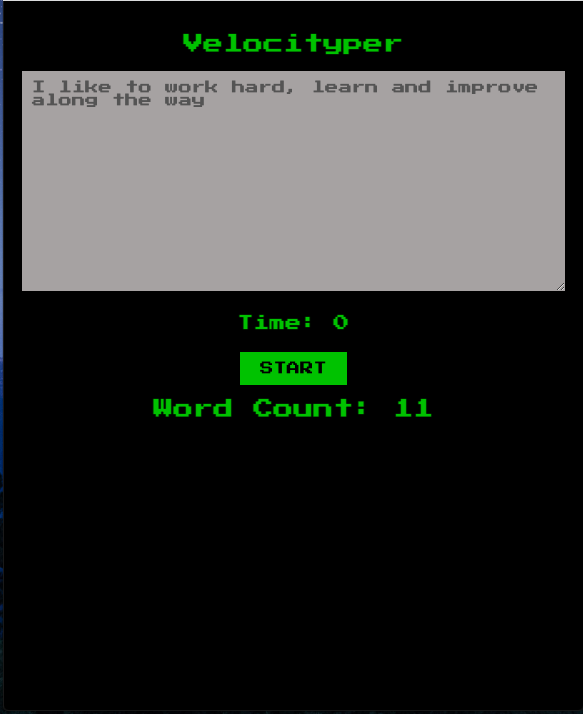 Velocityper
I like to work hard, learn and improve
along the way
Time: 0
START
Word Count: 11